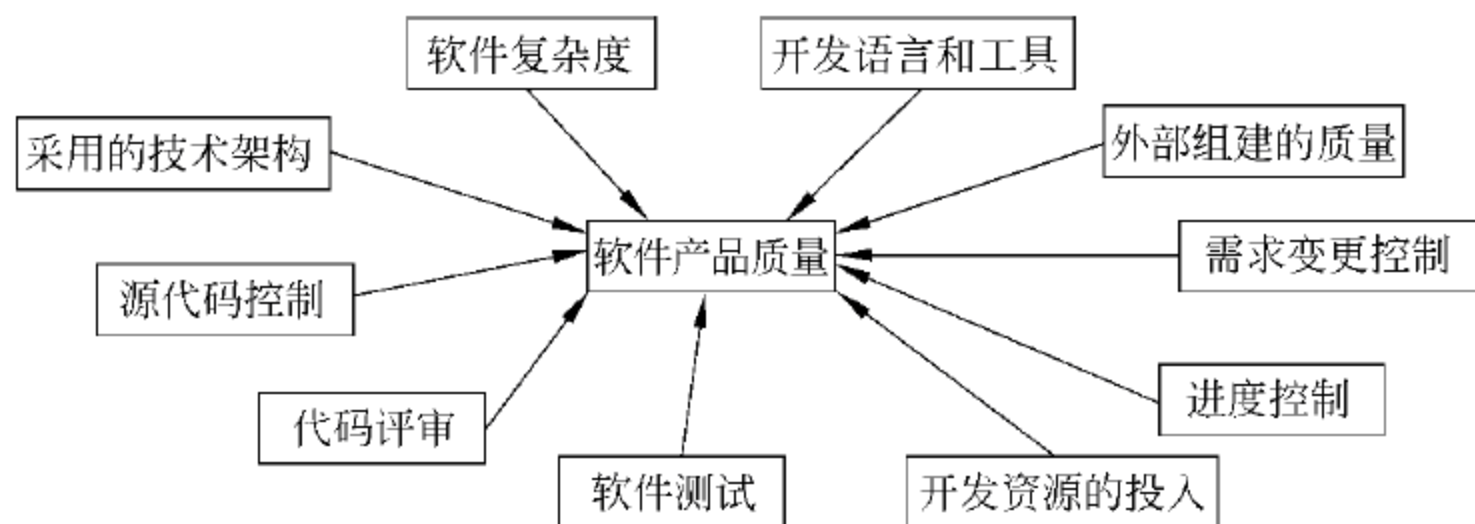 软件复杂度
开发语言和工具
采用的技术架构
外部组建的质量
软件产品质量
需求变更控制
源代码控制
进度控制
代码评审
软件测试
开发资源的投入